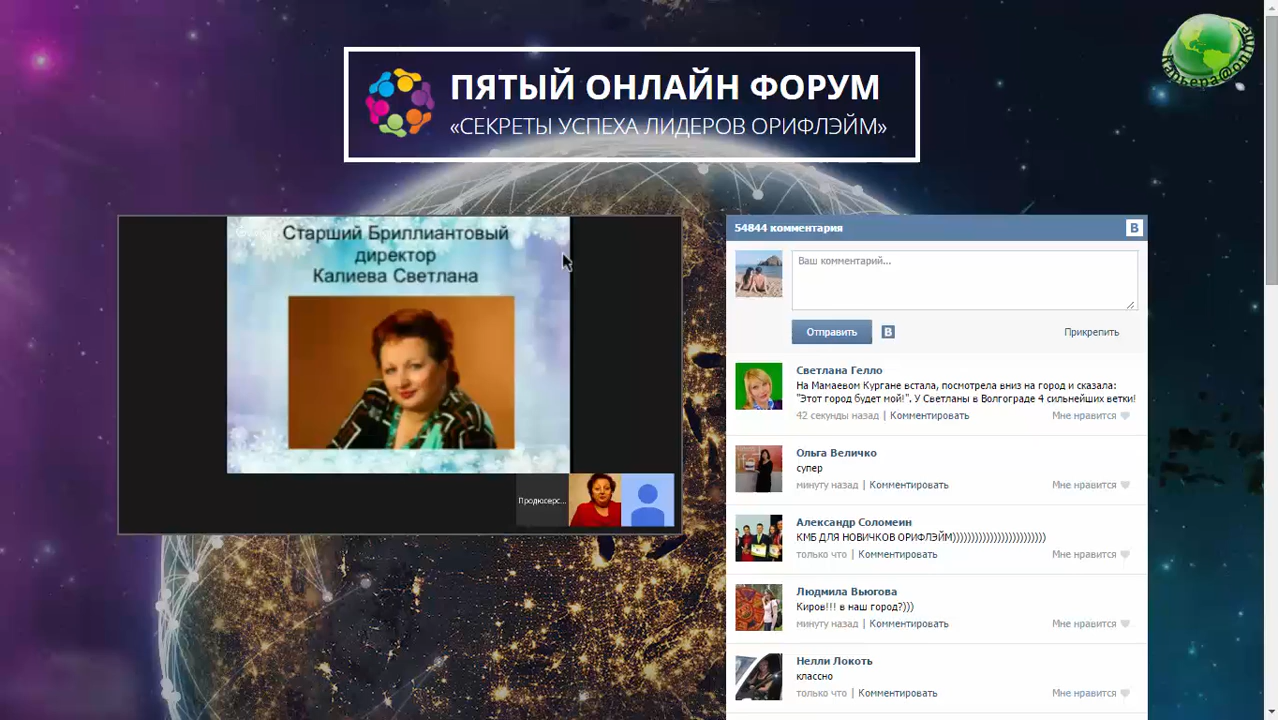 карьера@online
ПЯТЫЙ ОНЛАЙН ФОРУМ
«СЕКРЕТЫ УСПЕХА ЛИДЕРОВ ОРИФЛЭЙМ»
Старший Бриллиантовый
директор
Калиева Светлана
Продюсерс...
54844 комментария
B
Ваш комментарий...
Отправить
B
Прикрепить
Светлана Гелло
На Мамаевом Кургане встала, посмотрела вниз на город и сказала:
"Этот город будет мой!". У Светланы в Волгограде 4 сильнейших ветки!
42 секунды назад | Комментировать Мне нравится
Ольга Величко
супер
минуту назад | Комментировать Мне нравится
Александр Соломеин
КМБ ДЛЯ НОВИЧКОВ ОРИФЛЭЙМ)))))))))))))))))))))))))
только что | Комментировать Мне нравится
Людмила Вьюгова
Киров!!! в наш город?)))
минуту назад | Комментировать Мне нравится
Нелли Локоть
классно
только что | Комментировать Мне нравится